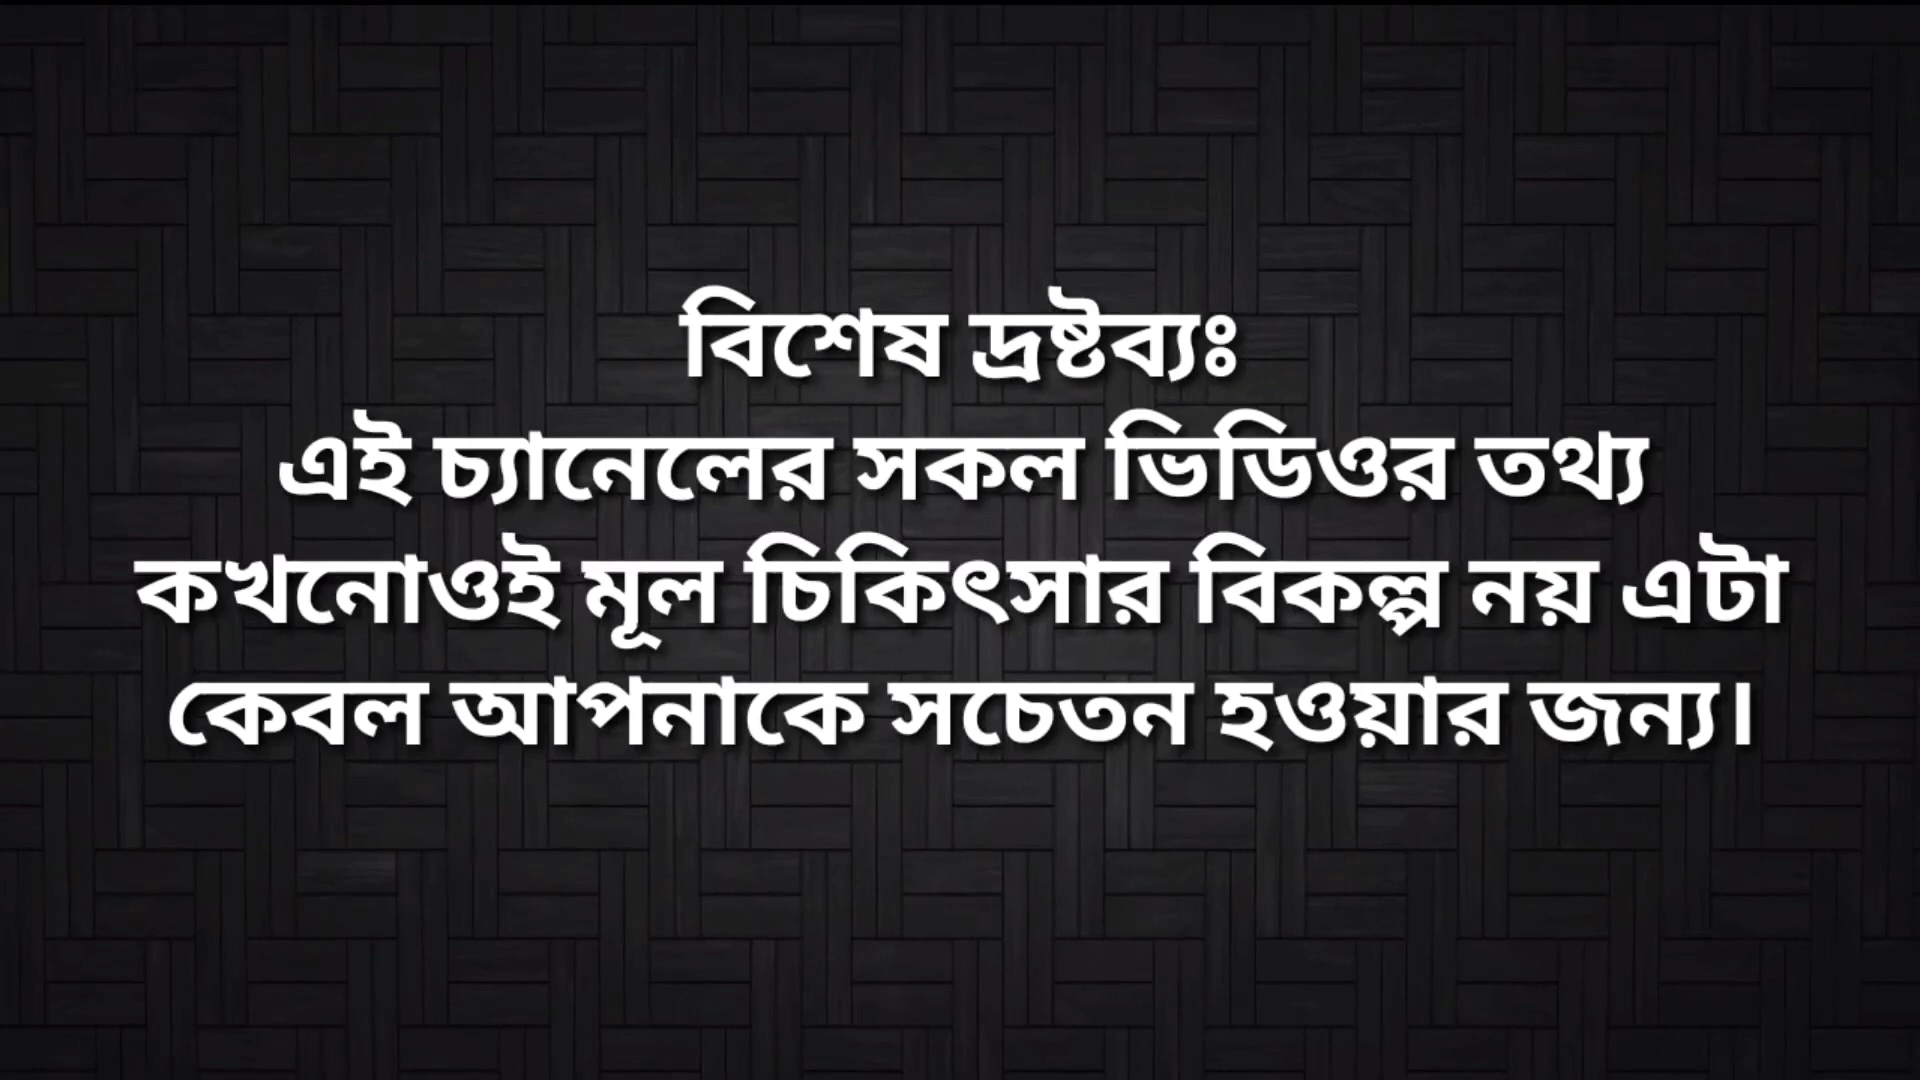 বিশেষ দ্রষ্টব্যঃ
এই চ্যানেলের সকল ভিডিওর তথ্য
কখনোওই মূল চিকিৎসার বিকল্প নয় এটা
কেবল আপনাকে সচেতন হওয়ার জন্য।